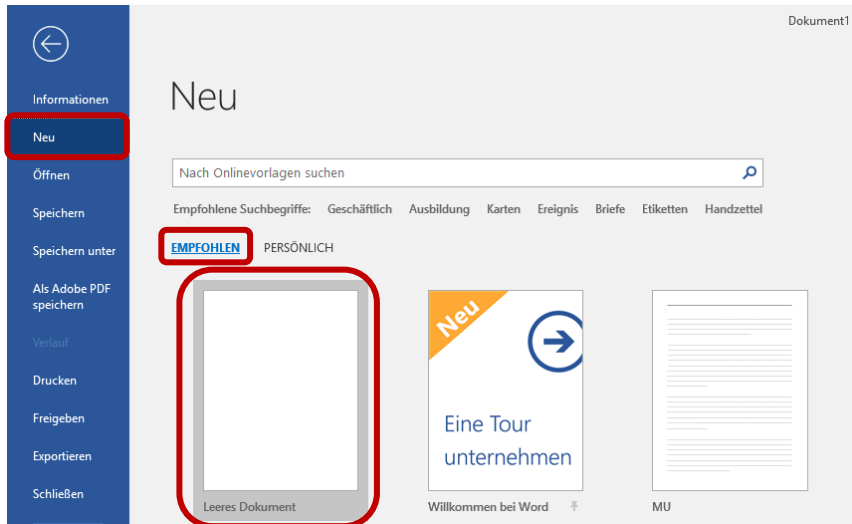 Dokument1
Informationen
Neu
Öffnen
Speichern
Speichern unter
Als Adobe PDF
speichern
Verlauf
Drucken
Freigeben
Exportieren
Schließen
Neu
Nach Onlinevorlagen suchen
Empfohlene Suchbegriffe: Geschäftlich Ausbildung Karten Ereignis Briefe Etiketten Handzettel
EMPFOHLEN PERSÖNLICH
Neu
Eine Tour
unternehmen
Leeres Dokument
Willkommen bei Word
MU